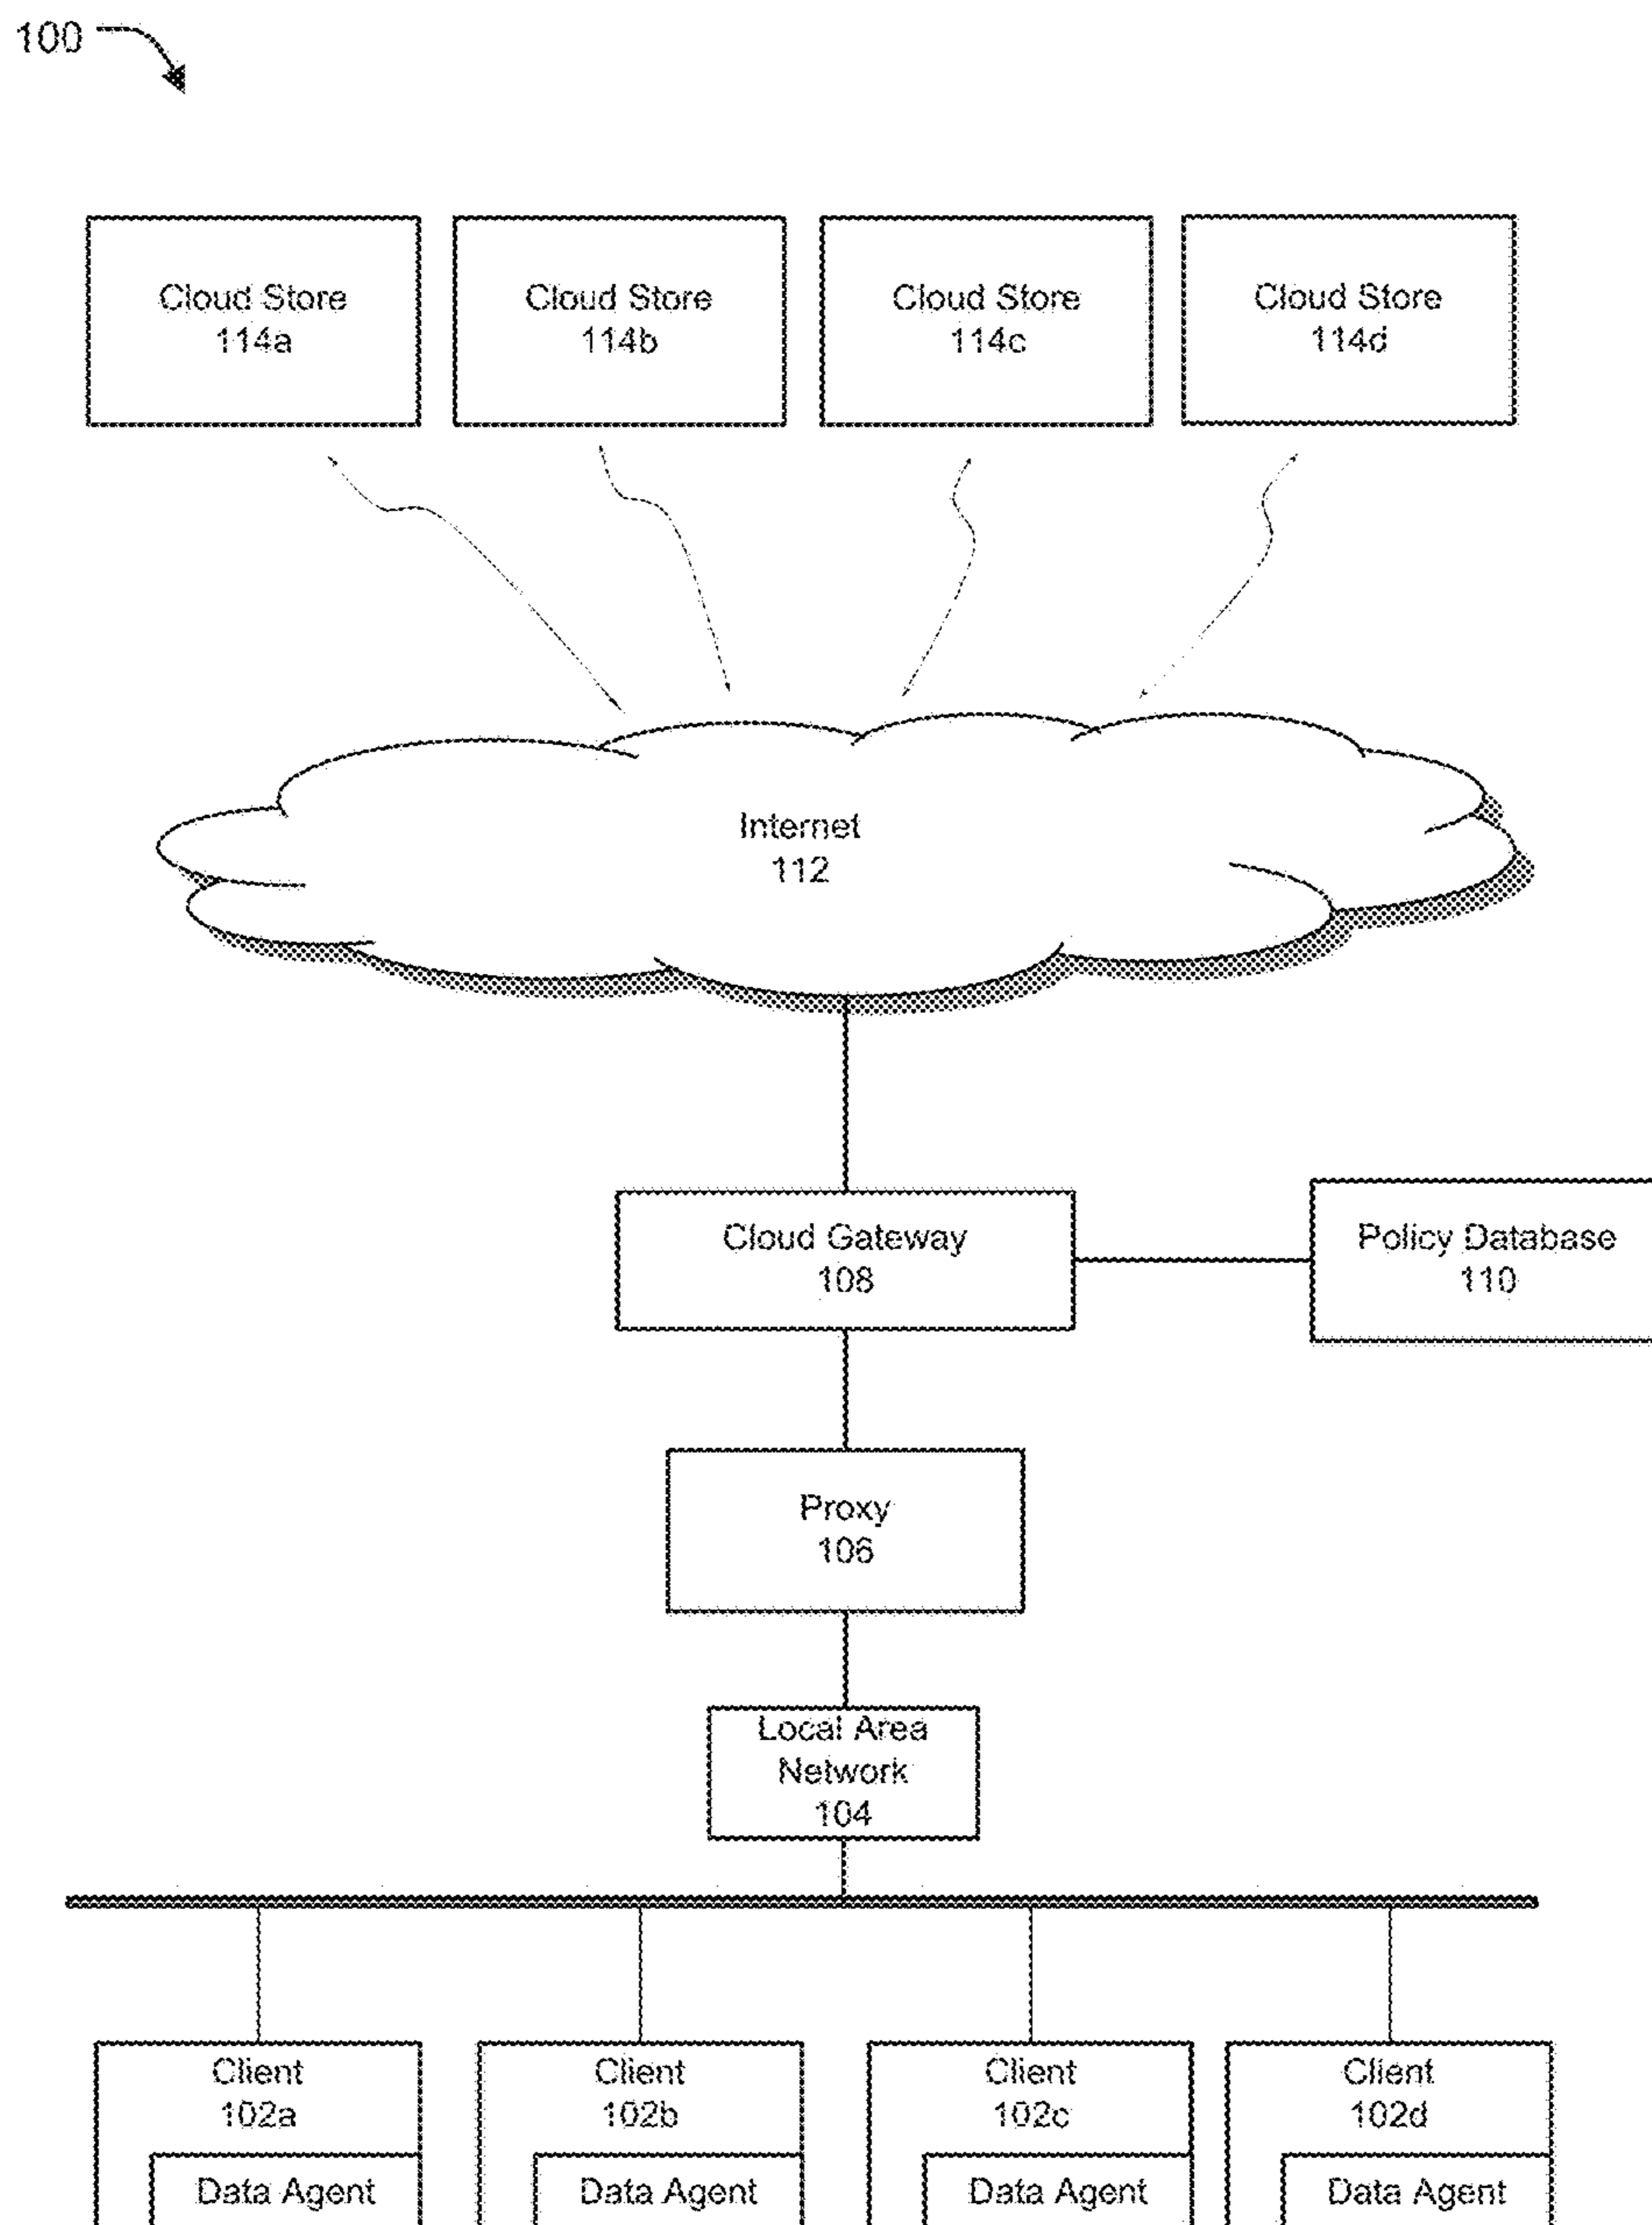 100
Cloud Store
114a
Cloud Store
114b
Cloud Store
114c
Cloud Store
114d
Internet
112
Cloud Gateway
108
Policy Database
110
Proxy
106
Local Area
Network
104
Client
102a
Data Agent
Client
102b
Data Agent
Client
102c
Data Agent
Client
102d
Data Agent